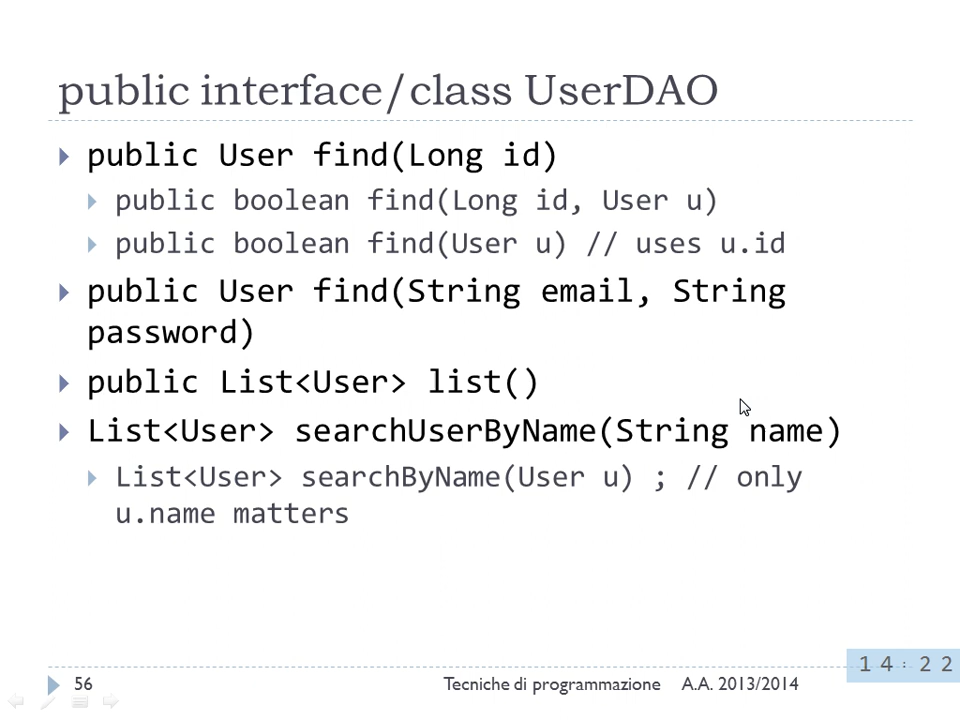 public interface/class UserDAO
public User find(Long id)
public boolean find(Long id, User u)
public boolean find(User u) // uses u.id
public User find(String email, String
password)
public List<User> list()
List<User> searchUserByName(String name)
List<User> searchByName(User u) ; // only
u.name matters
56 Tecniche di programmazione A.A. 2013/2014
14:22